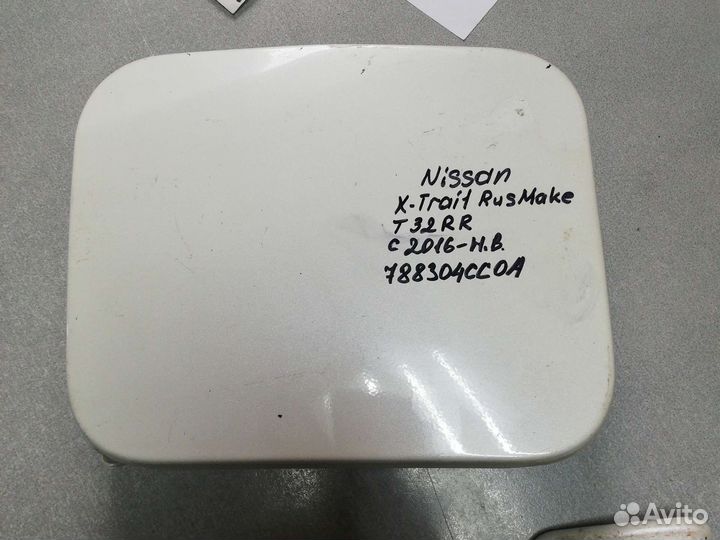 Nissan
X-Trail RusMake
T32RR
с 2016-Н.В.
788304CC0A
Avito